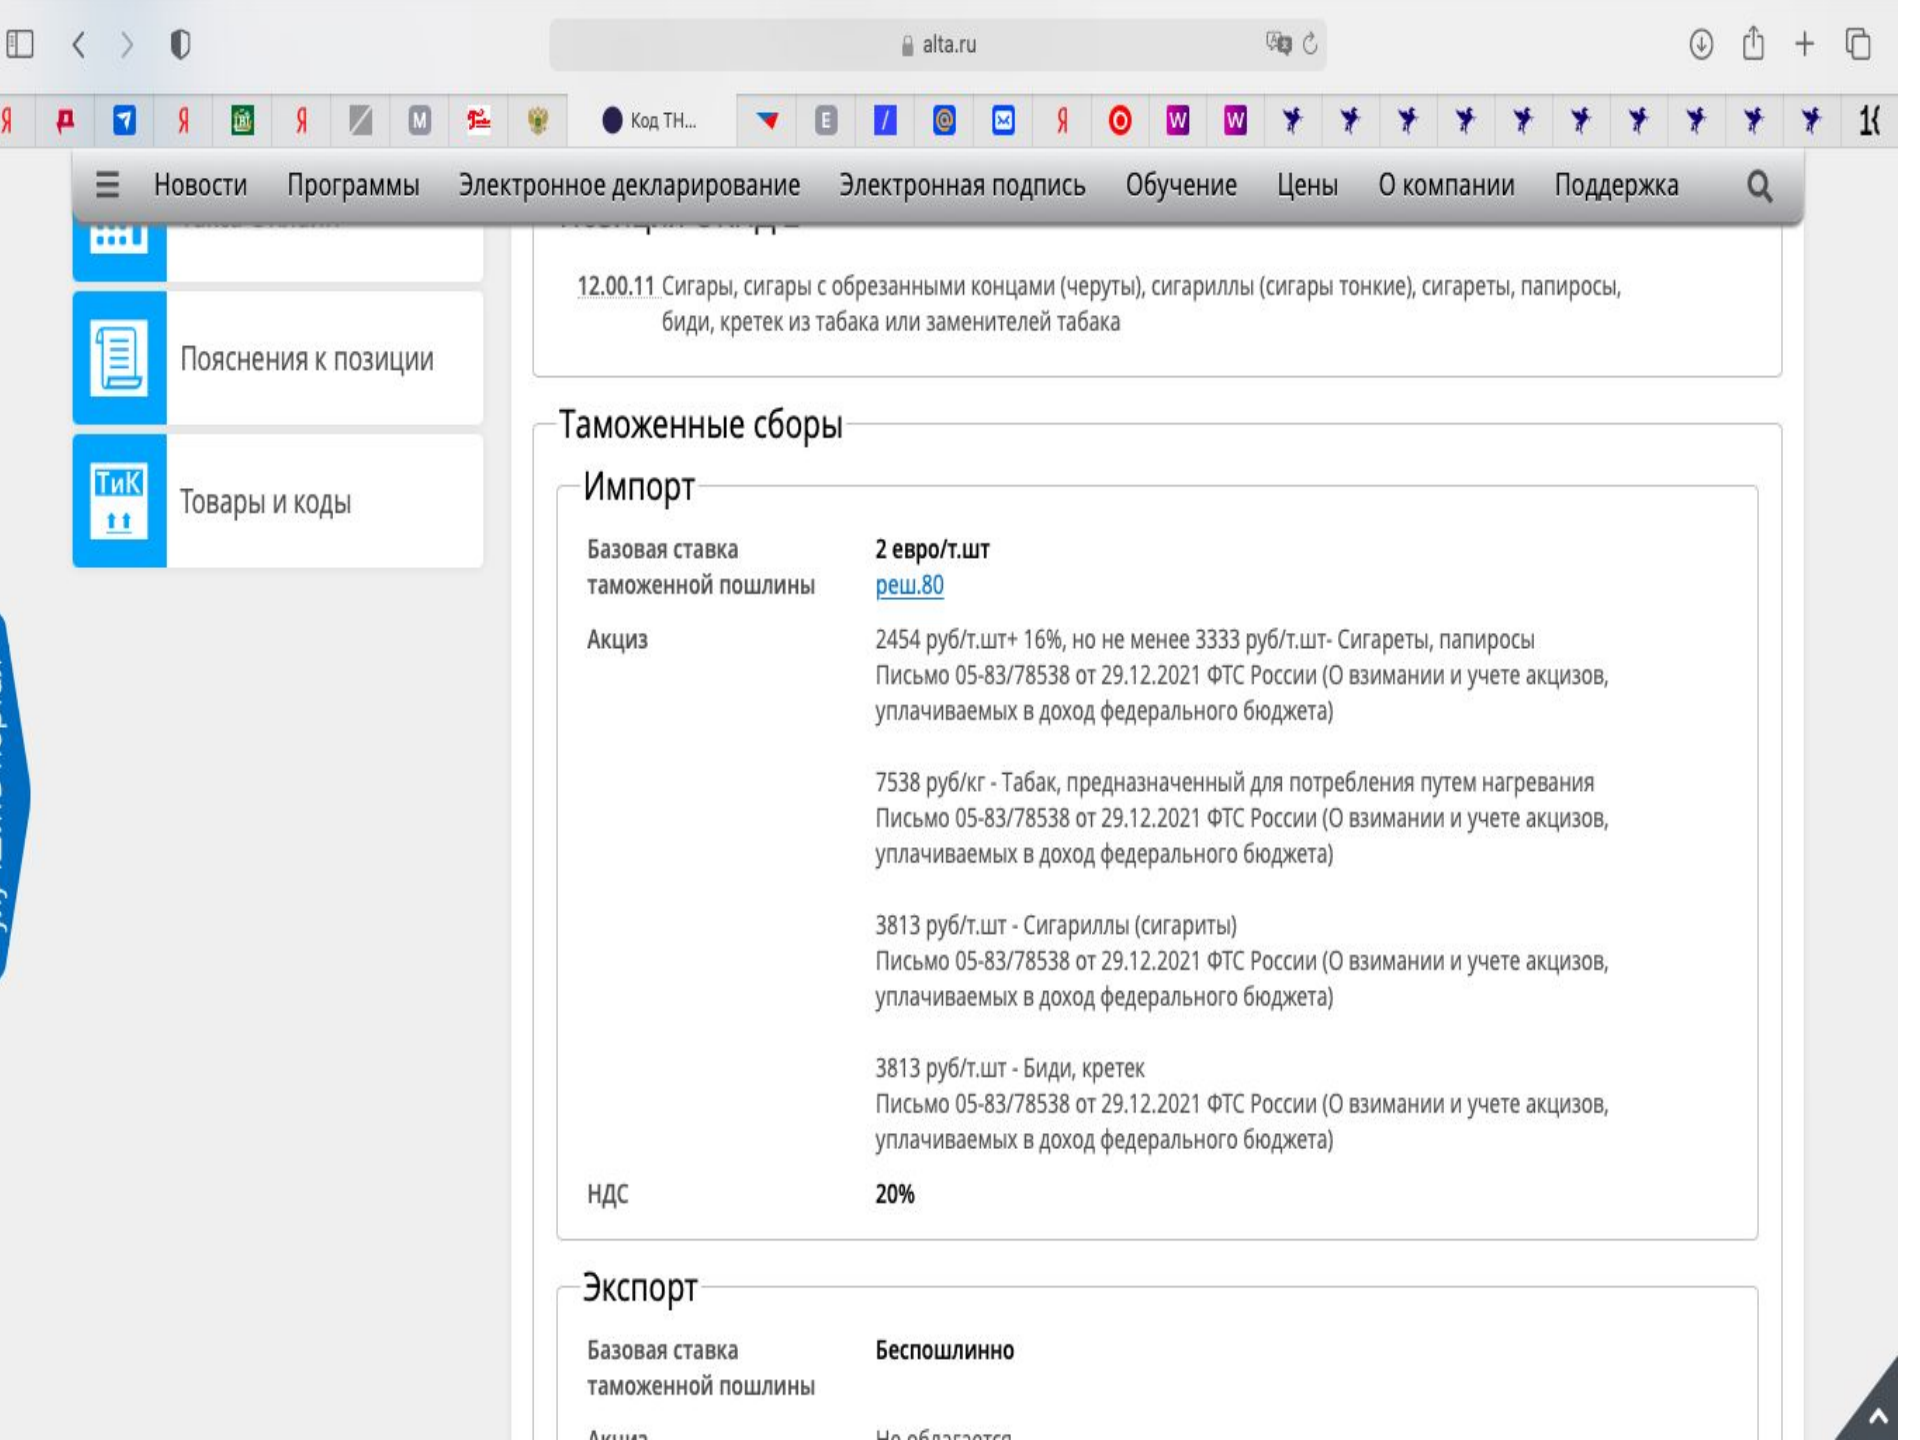 alta.ru
Код ТН...
Новости Программы Электронное декларирование Электронная подпись Обучение Цены О компании Поддержка
12.00.11 Сигары, сигары с обрезанными концами (черуты), сигариллы (сигары тонкие), сигареты, папиросы,
биди, кретек из табака или заменителей табака
Пояснения к позиции
ТиК
Товары и коды
Таможенные сборы
Импорт
Базовая ставка
таможенной пошлины
2 евро/т.шт
реш.80
Акциз
2454 руб/т.шт+ 16%, но не менее 3333 руб/т.шт- Сигареты, папиросы
Письмо 05-83/78538 от 29.12.2021 ФТС России (О взимании и учете акцизов,
уплачиваемых в доход федерального бюджета)
7538 руб/кг - Табак, предназначенный для потребления путем нагревания
Письмо 05-83/78538 от 29.12.2021 ФТС России (О взимании и учете акцизов,
уплачиваемых в доход федерального бюджета)
3813 руб/т.шт - Сигариллы (сигариты)
Письмо 05-83/78538 от 29.12.2021 ФТС России (О взимании и учете акцизов,
уплачиваемых в доход федерального бюджета)
3813 руб/т.шт - Биди, кретек
Письмо 05-83/78538 от 29.12.2021 ФТС России (О взимании и учете акцизов,
уплачиваемых в доход федерального бюджета)
НДС
20%
Экспорт
Базовая ставка
таможенной пошлины
Беспошлинно
Акциз
Не облагается